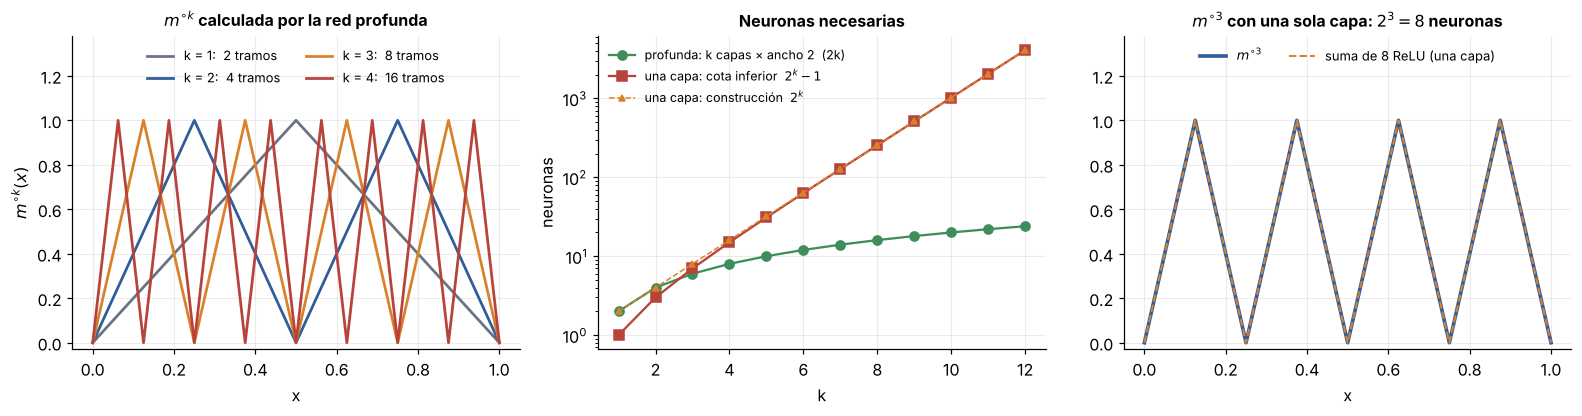 m^{∘k} calculada por la red profunda
k = 1: 2 tramos
k = 2: 4 tramos
k = 3: 8 tramos
k = 4: 16 tramos
m^{∘k}(x)
1.2
1.0
0.8
0.6
0.4
0.2
0.0
0.0 0.2 0.4 0.6 0.8 1.0
x
Neuronas necesarias
profunda: k capas × ancho 2 (2k)
una capa: cota inferior 2^k − 1
una capa: construcción 2^k
neuronas
10^3
10^2
10^1
10^0
2 4 6 8 10 12
k
m^{∘3} con una sola capa: 2^3 = 8 neuronas
m^{∘3}
suma de 8 ReLU (una capa)
1.2
1.0
0.8
0.6
0.4
0.2
0.0
0.0 0.2 0.4 0.6 0.8 1.0
x